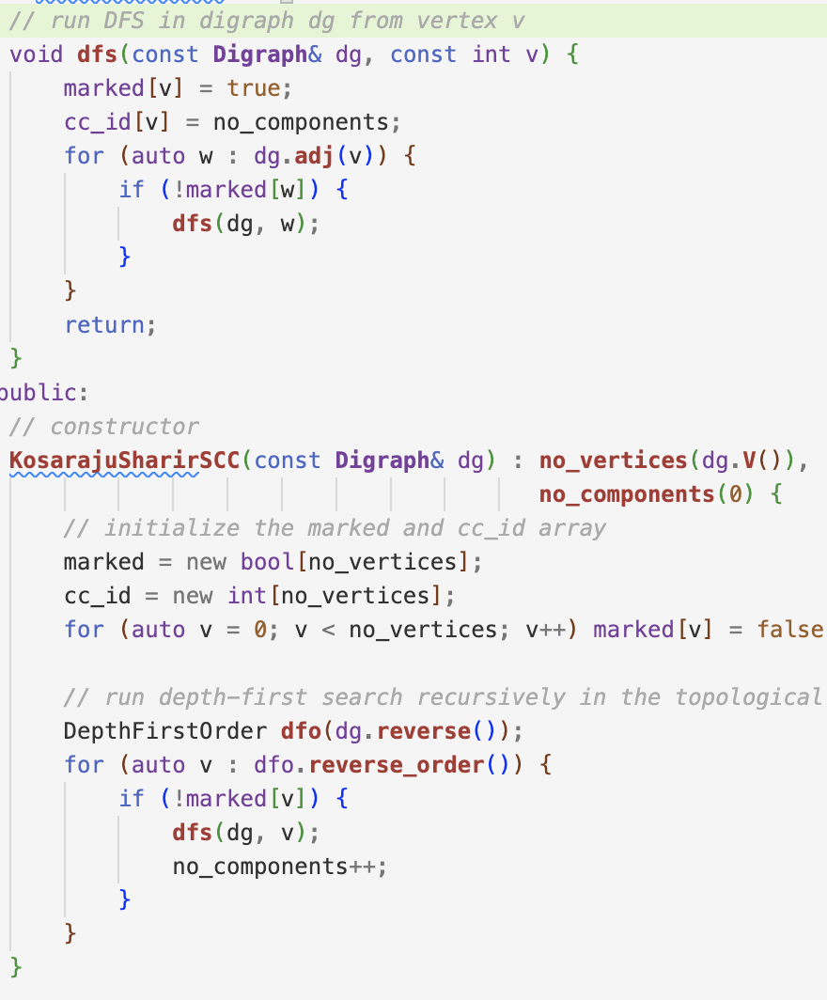 // run DFS in digraph dg from vertex v
void dfs(const Digraph& dg, const int v) {
marked[v] = true;
cc_id[v] = no_components;
for (auto w : dg.adj(v)) {
if (!marked[w]) {
dfs(dg, w);
}
}
return;
}
public:
// constructor
KosarajuSharirSCC(const Digraph& dg) : no_vertices(dg.V()),
no_components(0) {
// initialize the marked and cc_id array
marked = new bool[no_vertices];
cc_id = new int[no_vertices];
for (auto v = 0; v < no_vertices; v++) marked[v] = false
// run depth-first search recursively in the topological
DepthFirstOrder dfo(dg.reverse());
for (auto v : dfo.reverse_order()) {
if (!marked[v]) {
dfs(dg, v);
no_components++;
}
}
}